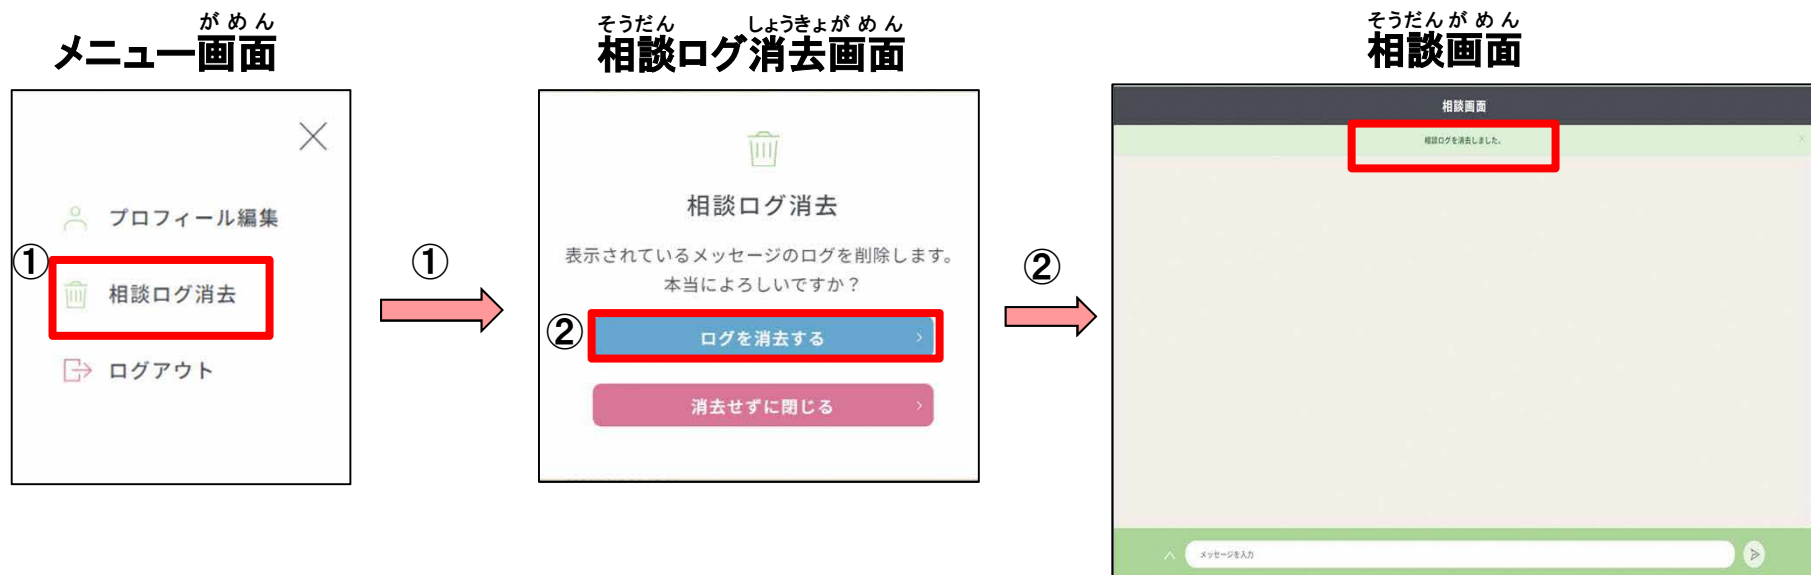 がめん
メニュー画面
①
プロフィール編集
相談ログ消去
ログアウト
①
そうだん しょうきょがめん
相談ログ消去画面
相談ログ消去
表示されているメッセージのログを削除します。
本当によろしいですか？
②
ログを消去する
消去せずに閉じる
②
そうだんがめん
相談画面
相談画面
相談ログを消去しました。
メッセージを入力